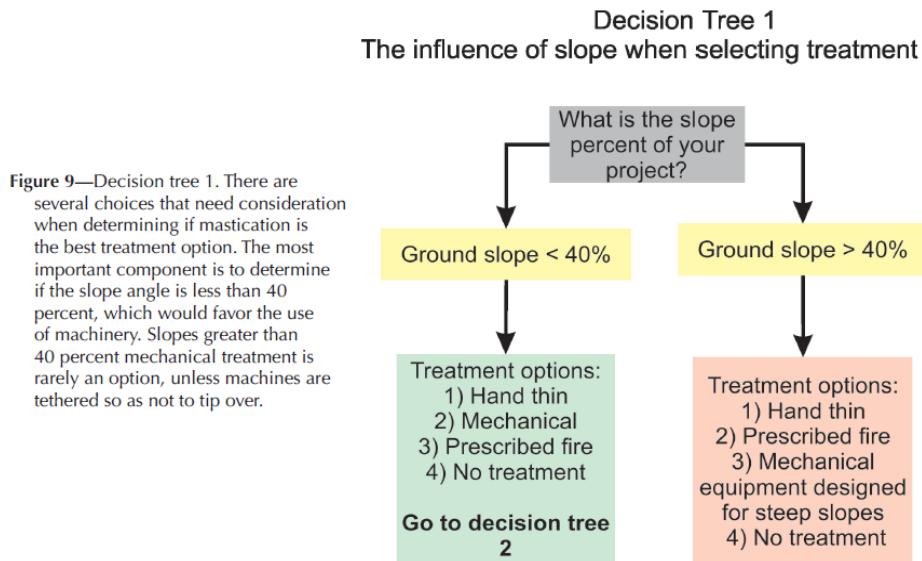 Decision Tree 1
The influence of slope when selecting treatment
Figure 9—Decision tree 1. There are
several choices that need consideration
when determining if mastication is
the best treatment option. The most
important component is to determine
if the slope angle is less than 40
percent, which would favor the use
of machinery. Slopes greater than
40 percent mechanical treatment is
rarely an option, unless machines are
tethered so as not to tip over.
What is the slope
percent of your
project?
Ground slope < 40%
Ground slope > 40%
Treatment options:
1) Hand thin
2) Mechanical
3) Prescribed fire
4) No treatment
Go to decision tree
2
Treatment options:
1) Hand thin
2) Prescribed fire
3) Mechanical
equipment designed
for steep slopes
4) No treatment